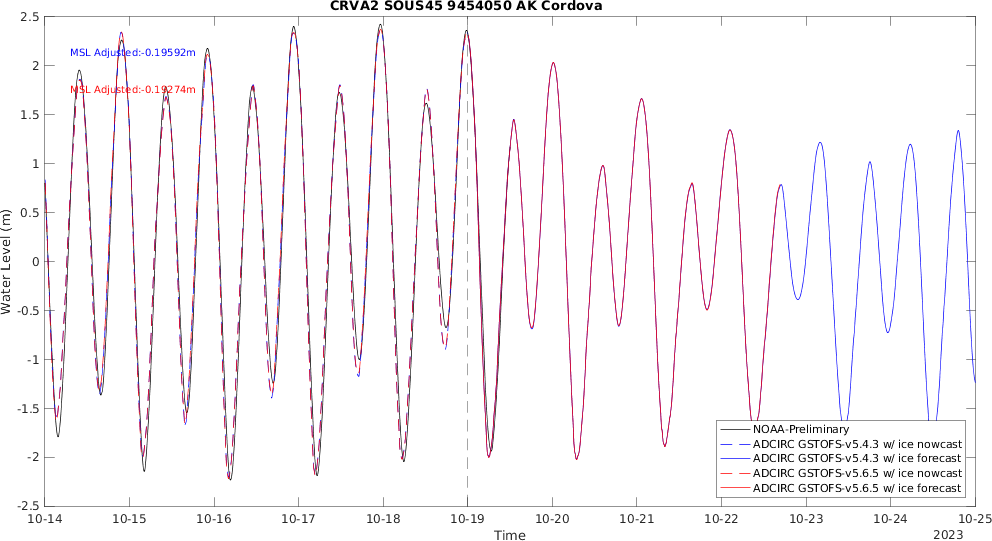 CRVA2 SOUS45 9454050 AK Cordova
2.5
2
1.5
1
0.5
0
-0.5
-1
-1.5
-2
-2.5
Water Level (m)
MSL Adjusted:-0.19592m
MSL Adjusted:-0.19274m
NOAA-Preliminary
ADCIRC GSTOFS-v5.4.3 w/ ice nowcast
ADCIRC GSTOFS-v5.4.3 w/ ice forecast
ADCIRC GSTOFS-v5.6.5 w/ ice nowcast
ADCIRC GSTOFS-v5.6.5 w/ ice forecast
10-14 10-15 10-16 10-17 10-18 10-19 10-20 10-21 10-22 10-23 10-24 10-25
Time
2023